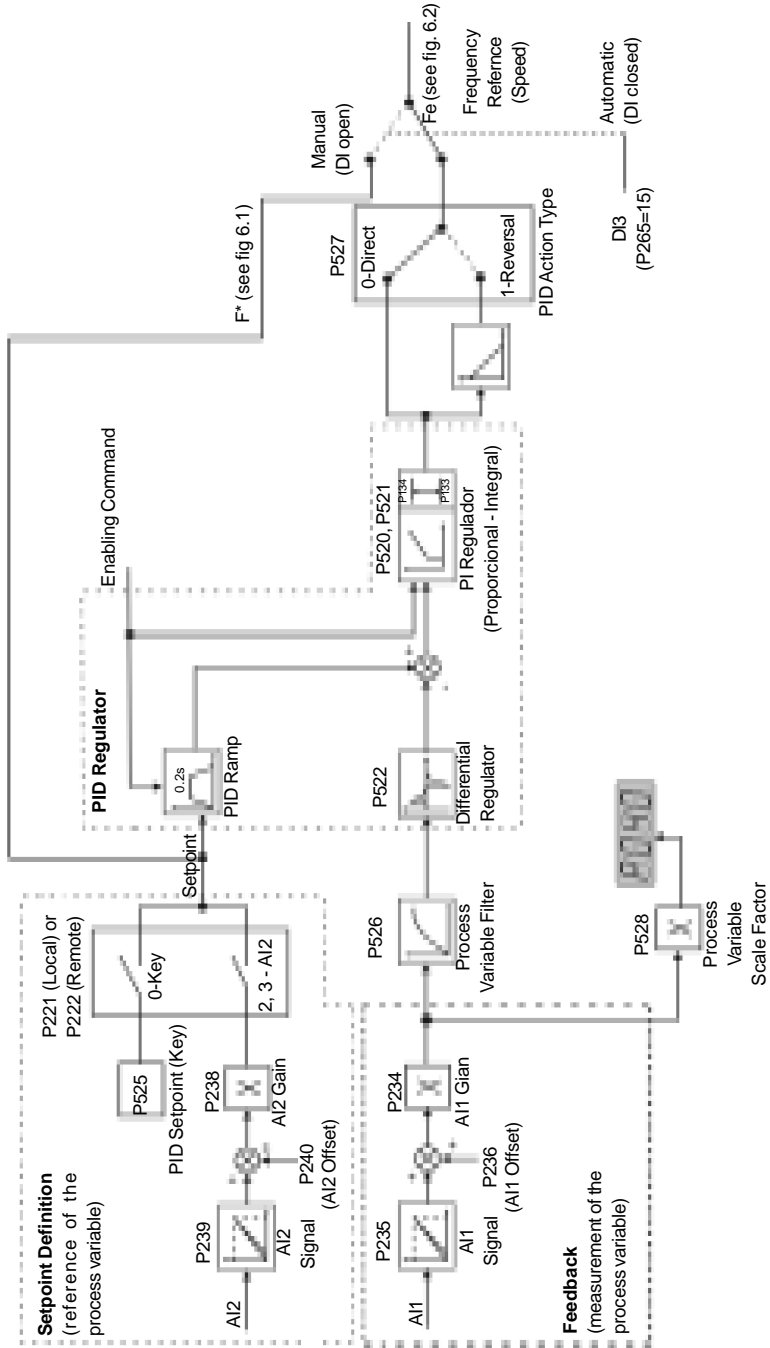 Setpoint Definition
(reference of the
process variable)
AI2
P239
AI2
Signal
P240
(AI2 Offset)
P238
AI2 Gain
P525
PID Setpoint (Key)
P221 (Local) or
P222 (Remote)
0-Key
2, 3 - AI2
Setpoint
Feedback
(measurement of the
process variable)
AI1
P235
AI1
Signal
P236
(AI1 Offset)
P234
AI1 Gian
P526
Process
Variable Filter
P528
Process
Variable
Scale Factor
PID Regulator
0.2s
PID Ramp
Enabling Command
P522
Differential
Regulator
P520, P521
P134
P133
PI Regulador
(Proporcional - Integral)
F* (see fig 6.1)
P527
0-Direct
1-Reversal
PID Action Type
Manual
(DI open)
Fe (see fig. 6.2)
Frequency
Refernce
(Speed)
Automatic
(DI closed)
DI3
(P265=15)